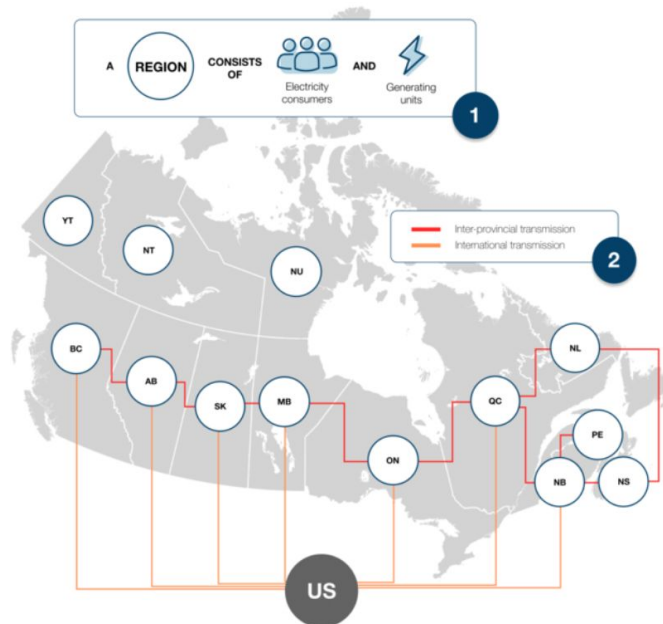 A REGION CONSISTS OF AND
Electricity consumers
Generating units
1
Inter-provincial transmission
International transmission
2
YT
NT
NU
BC
AB
SK
MB
ON
QC
NL
PE
NB
NS
US